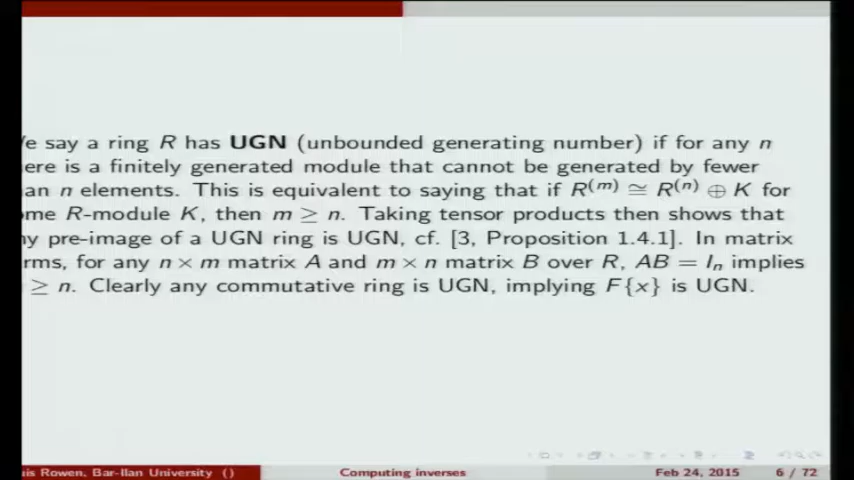 e say a ring R has UGN (unbounded generating number) if for any n
ere is a finitely generated module that cannot be generated by fewer
an n elements. This is equivalent to saying that if R⁽ᵐ⁾ ≅ R⁽ⁿ⁾ ⊕ K for
me R-module K, then m ≥ n. Taking tensor products then shows that
y pre-image of a UGN ring is UGN, cf. [3, Proposition 1.4.1]. In matrix
rms, for any n × m matrix A and m × n matrix B over R, AB = Iₙ implies
≥ n. Clearly any commutative ring is UGN, implying F{x} is UGN.
is Rowen, Bar-Ilan University () Computing inverses Feb 24, 2015 6 / 72